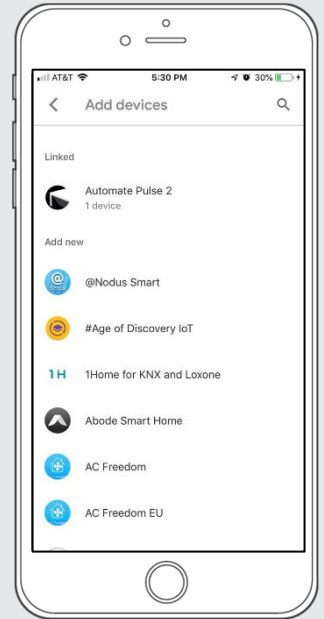 AT&T 5:30 PM 30%
Add devices
Linked
Automate Pulse 2
1 device
Add new
@Nodus Smart
#Age of Discovery IoT
1H 1Home for KNX and Loxone
Abode Smart Home
AC Freedom
AC Freedom EU